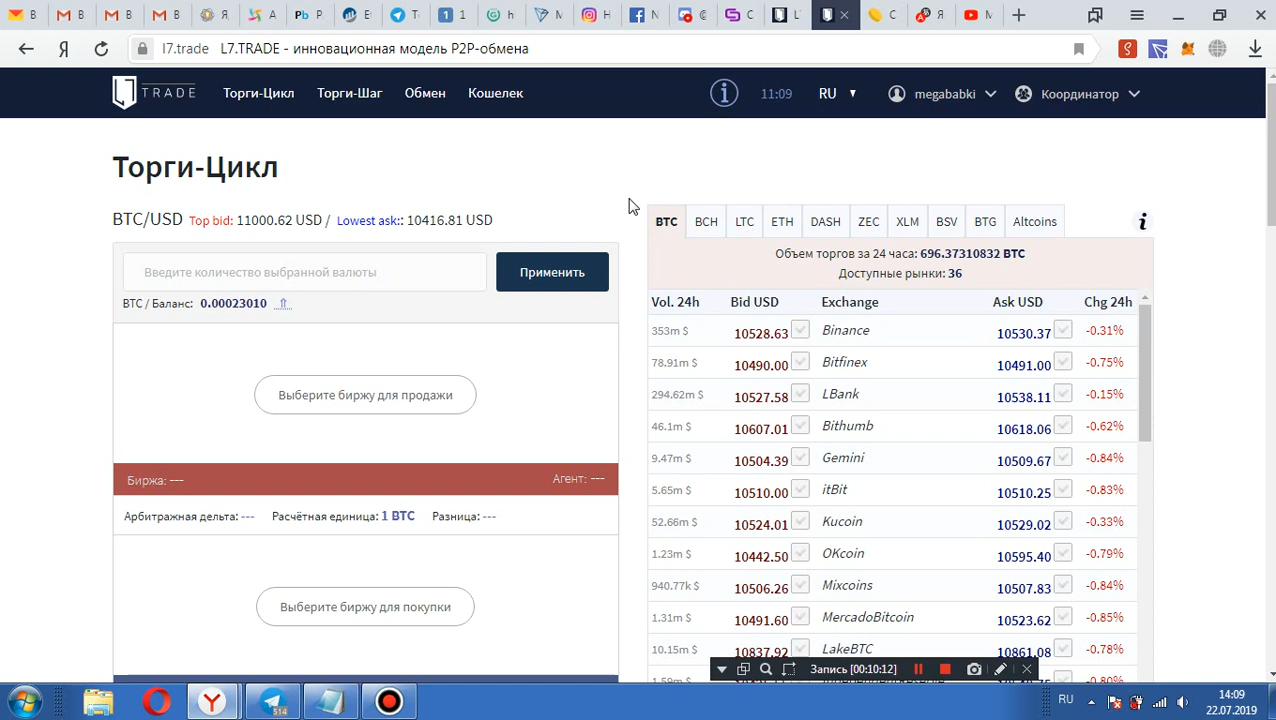 В
М
М
М
Я
А
Р
Е
Т
1
h
М
I
N
@
C
L
L
C
Я
М
l7.trade L7.TRADE - инновационная модель P2P-обмена
TRADE Торги-Цикл Торги-Шаг Обмен Кошелек 11:09 RU megababki Координатор
Торги-Цикл
BTC/USD Top bid: 11000.62 USD / Lowest ask:: 10416.81 USD
Введите количество выбранной валюты Применить
BTC / Баланс: 0.00023010
Выберите биржу для продажи
Биржа: --- Агент: ---
Арбитражная дельта: --- Расчётная единица: 1 BTC Разница: ---
Выберите биржу для покупки
BTC BCH LTC ETH DASH ZEC XLM BSV BTG Altcoins
Объем торгов за 24 часа: 696.37310832 BTC
Доступные рынки: 36
Vol. 24h Bid USD Exchange Ask USD Chg 24h
353m $ 10528.63 Binance 10530.37 -0.31%
78.91m $ 10490.00 Bitfinex 10491.00 -0.75%
294.62m $ 10527.58 LBank 10538.11 -0.15%
46.1m $ 10607.01 Bithumb 10618.06 -0.62%
9.47m $ 10504.39 Gemini 10509.67 -0.84%
5.65m $ 10510.00 itBit 10510.25 -0.83%
52.66m $ 10524.01 Kucoin 10529.02 -0.33%
1.23m $ 10442.50 OKcoin 10595.40 -0.79%
940.77k $ 10506.26 Mixcoins 10507.83 -0.84%
1.31m $ 10491.60 MercadoBitcoin 10523.62 -0.85%
10.15m $ 10837.92 LakeBTC 10861.08 -0.78%
Запись [00:10:12]
514
RU
14:09
22.07.2019